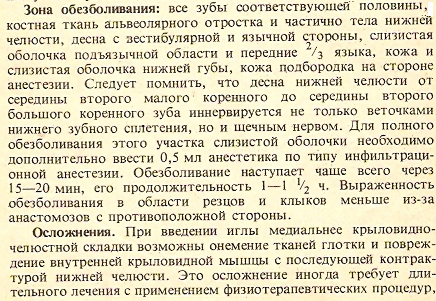 Зона обезболивания: все зубы соответствующей половины,
костная ткань альвеолярного отростка и частично тела нижней
челюсти, десна с вестибулярной и язычной стороны, слизистая
оболочка подъязычной области и передние 2/3 языка, кожа и
слизистая оболочка нижней губы, кожа подбородка на стороне
анестезии. Следует помнить, что десна нижней челюсти от
середины второго малого коренного до середины второго
большого коренного зуба иннервируется не только веточками
нижнего зубного сплетения, но и щечным нервом. Для полного
обезболивания этого участка слизистой оболочки необходимо
дополнительно ввести 0,5 мл анестетика по типу инфильтраци-
онной анестезии. Обезболивание наступает чаще всего через
15—20 мин, его продолжительность 1—1 1/2 ч. Выраженность
обезболивания в области резцов и клыков меньше из-за
анастомозов с противоположной стороны.
Осложнения. При введении иглы медиальнее крыловидно-
челюстной складки возможны онемение тканей глотки и повреж-
дение внутренней крыловидной мышцы с последующей контрак-
турой нижней челюсти. Это осложнение иногда требует дли-
тельного лечения с применением физиотерапевтических процедур,